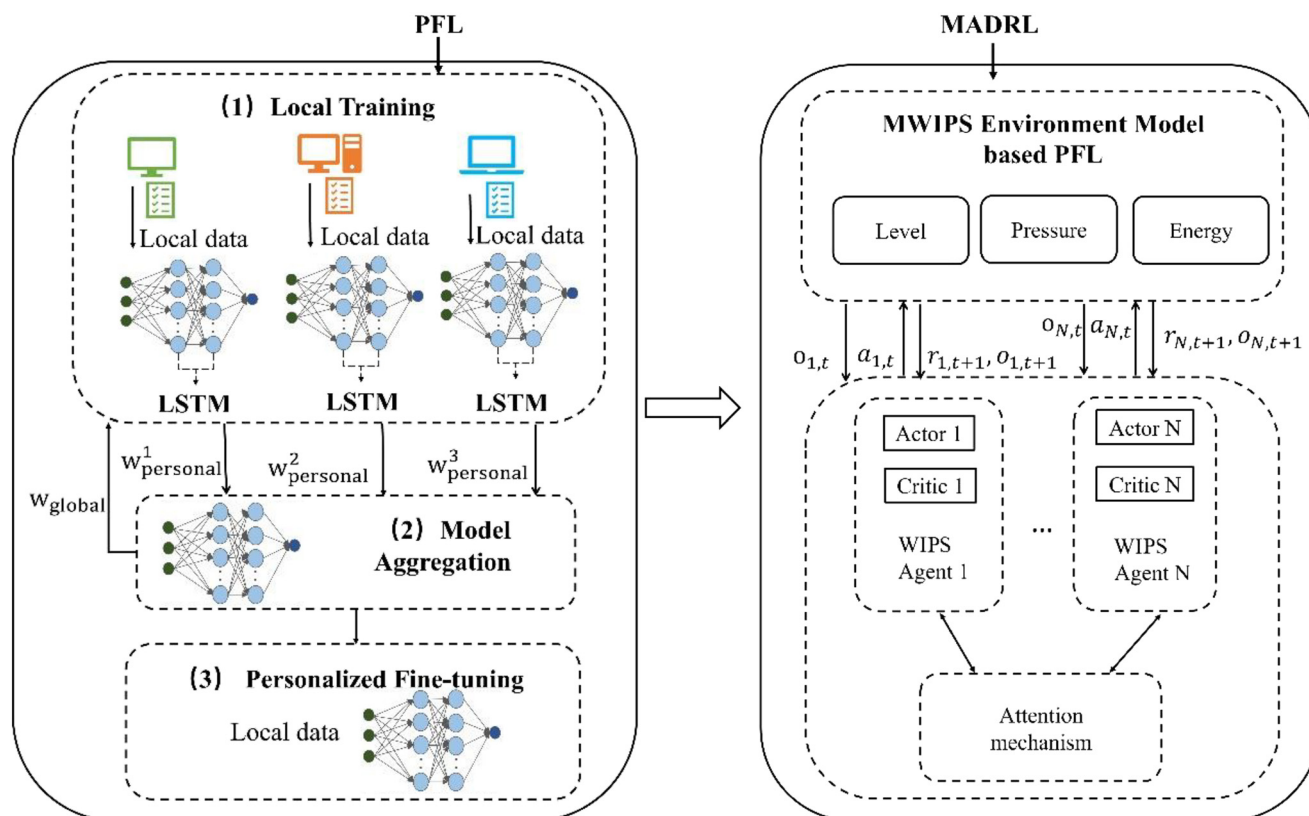 PFL
(1) Local Training
Local data
Local data
Local data
LSTM
LSTM
LSTM
w_global
w^1_personal
w^2_personal
w^3_personal
(2) Model
Aggregation
(3) Personalized Fine-tuning
Local data
MADRL
MWIPS Environment Model
based PFL
Level
Pressure
Energy
o_{1,t}
a_{1,t}
r_{1,t+1}, o_{1,t+1}
o_{N,t}
a_{N,t}
r_{N,t+1}, o_{N,t+1}
Actor 1
Critic 1
WIPS
Agent 1
...
Actor N
Critic N
WIPS
Agent N
Attention
mechanism